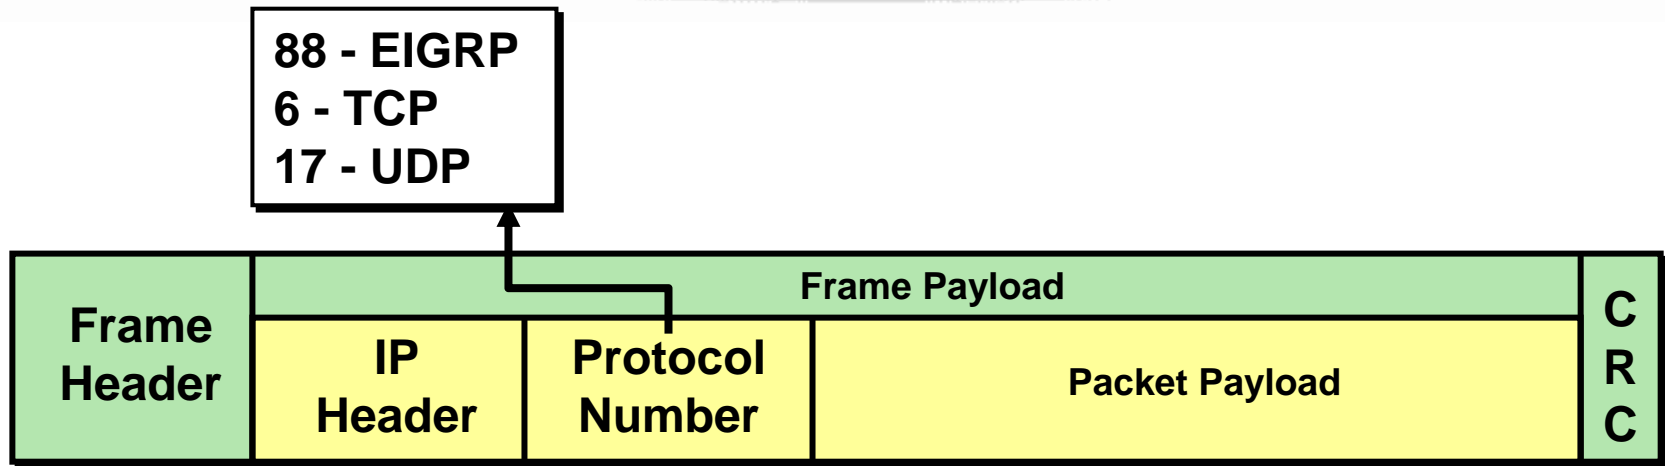 88 - EIGRP
6 - TCP
17 - UDP
Frame
Header
Frame Payload
IP
Header
Protocol
Number
Packet Payload
C
R
C